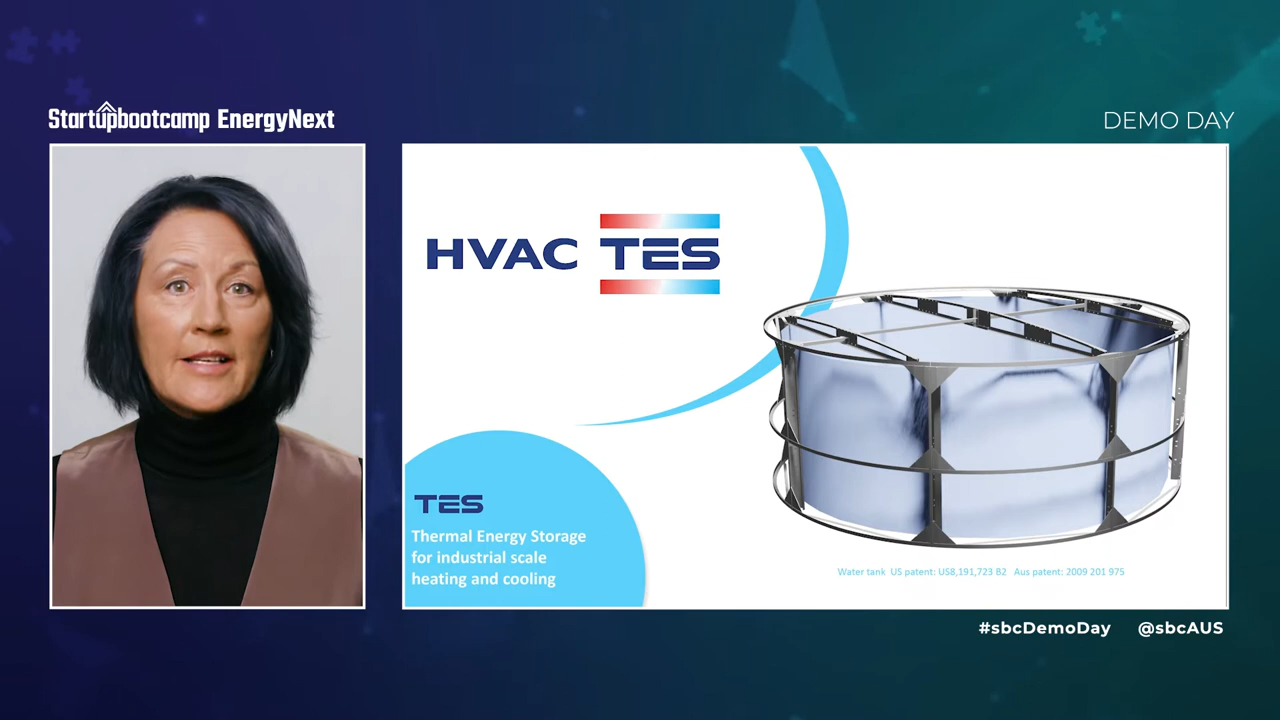 Startupbootcamp EnergyNext
DEMO DAY
HVAC TES
TES
Thermal Energy Storage
for industrial scale
heating and cooling
Water tank US patent: US8,191,723 B2 Aus patent: 2009 201 975
#sbcDemoDay @sbcAUS